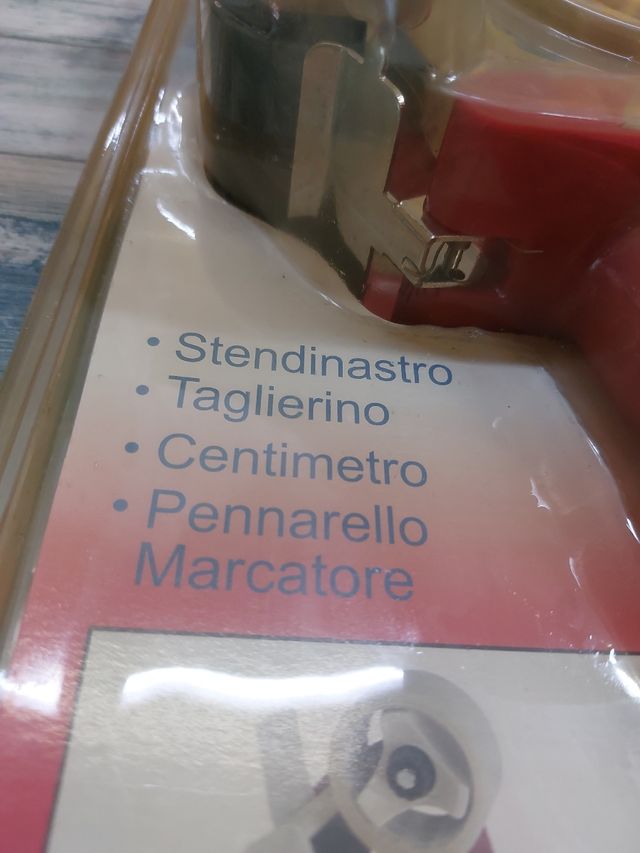 • Stendinastro
• Taglierino
• Centimetro
• Pennarello
Marcatore